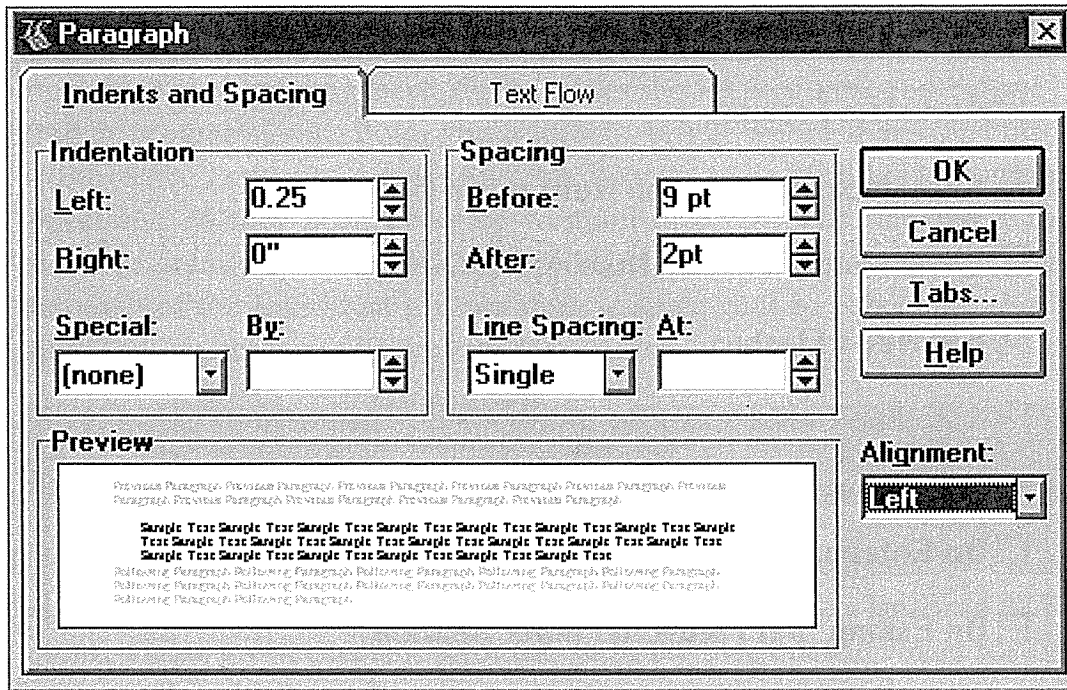 Paragraph
Indents and Spacing
Text Flow
Indentation
Left: 0.25
Right: 0"
Special: By:
(none)
Spacing
Before: 9 pt
After: 2pt
Line Spacing: At:
Single
OK
Cancel
Tabs...
Help
Preview
Previous Paragraph Previous Paragraph Previous Paragraph Previous Paragraph Previous Paragraph Previous
Paragraph Previous Paragraph Previous Paragraph Previous Paragraph Previous Paragraph
Sample Text Sample Text Sample Text Sample Text Sample Text Sample Text Sample Text Sample
Text Sample Text Sample Text Sample Text Sample Text Sample Text Sample Text Sample Text
Sample Text Sample Text Sample Text Sample Text Sample Text Sample Text
Following Paragraph Following Paragraph Following Paragraph Following Paragraph Following Paragraph
Following Paragraph Following Paragraph Following Paragraph Following Paragraph Following Paragraph
Following Paragraph Following Paragraph
Alignment:
Left